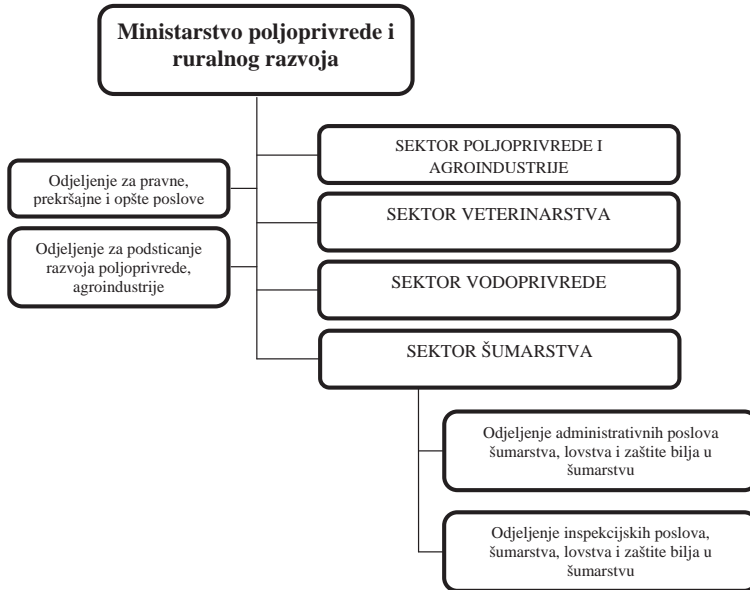 Ministarstvo poljoprivrede i
ruralnog razvoja
SEKTOR POLJOPRIVREDE I
AGROINDUSTRIJE
Odjeljenje za pravne,
prekršajne i opšte poslove
SEKTOR VETERINARSTVA
Odjeljenje za podsticanje
razvoja poljoprivrede,
agroindustrije
SEKTOR VODOPRIVREDE
SEKTOR ŠUMARSTVA
Odjeljenje administrativnih poslova
šumarstva, lovstva i zaštite bilja u
šumarstvu
Odjeljenje inspekcijskih poslova,
šumarstva, lovstva i zaštite bilja u
šumarstvu